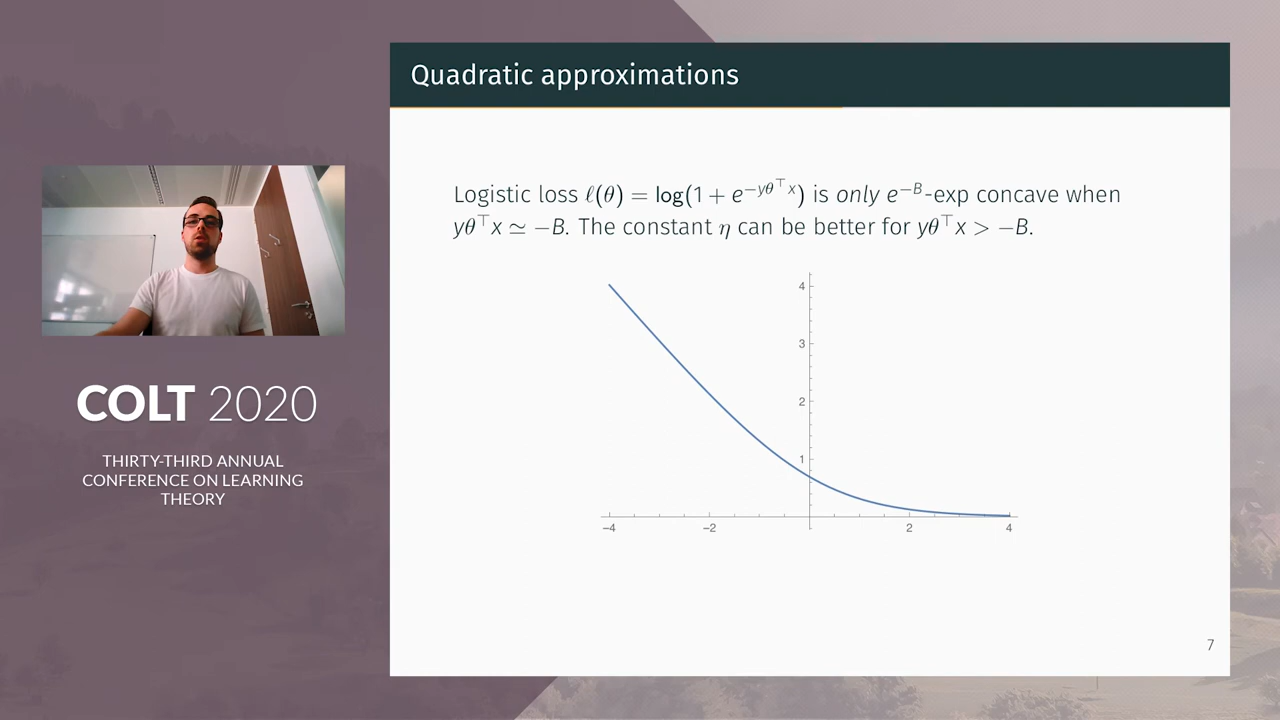 Quadratic approximations
Logistic loss ℓ(θ) = log(1 + e^{−yθ^⊤x}) is only e^{−B}-exp concave when
yθ^⊤x ≃ −B. The constant η can be better for yθ^⊤x > −B.
4
3
2
1
−4 −2 2 4
7
COLT 2020
THIRTY-THIRD ANNUAL
CONFERENCE ON LEARNING
THEORY